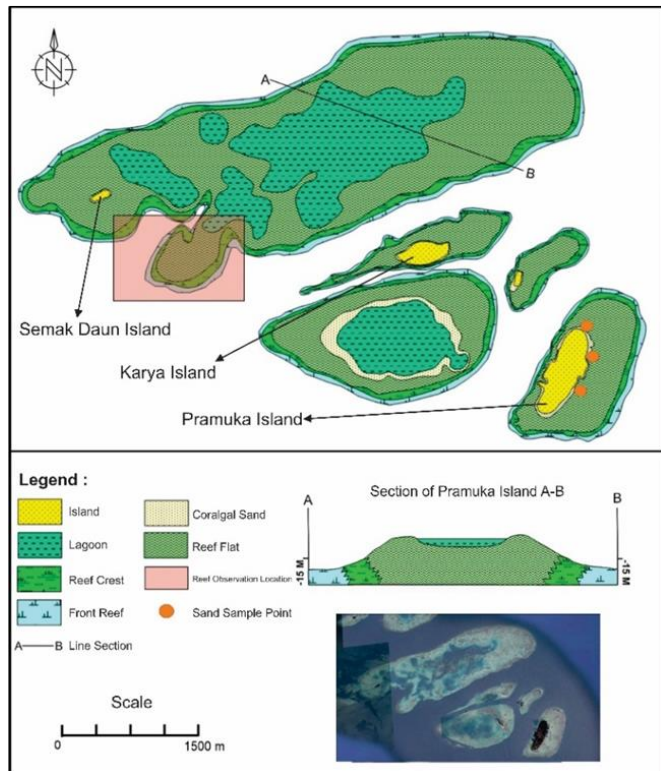 N
A
B
Semak Daun Island
Karya Island
Pramuka Island
Legend :
Island
Coralgal Sand
Lagoon
Reef Flat
Reef Crest
Reef Observation Location
Front Reef
Sand Sample Point
A B Line Section
Scale
0 1500 m
Section of Pramuka Island A-B
A B
-15 M -15 M